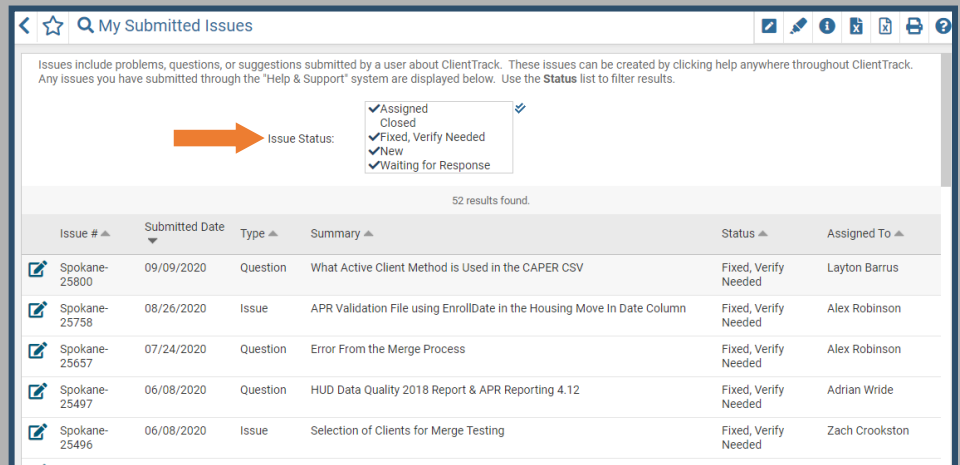 My Submitted Issues
Issues include problems, questions, or suggestions submitted by a user about ClientTrack. These issues can be created by clicking help anywhere throughout ClientTrack.
Any issues you have submitted through the "Help & Support" system are displayed below. Use the Status list to filter results.
Issue Status:
Assigned
Closed
Fixed, Verify Needed
New
Waiting for Response
52 results found.
Issue # Submitted Date Type Summary Status Assigned To
Spokane-25800 09/09/2020 Question What Active Client Method is Used in the CAPER CSV Fixed, Verify Needed Layton Barrus
Spokane-25758 08/26/2020 Issue APR Validation File using EnrollDate in the Housing Move In Date Column Fixed, Verify Needed Alex Robinson
Spokane-25657 07/24/2020 Question Error From the Merge Process Fixed, Verify Needed Alex Robinson
Spokane-25497 06/08/2020 Question HUD Data Quality 2018 Report & APR Reporting 4.12 Fixed, Verify Needed Adrian Wride
Spokane-25496 06/08/2020 Issue Selection of Clients for Merge Testing Fixed, Verify Needed Zach Crookston